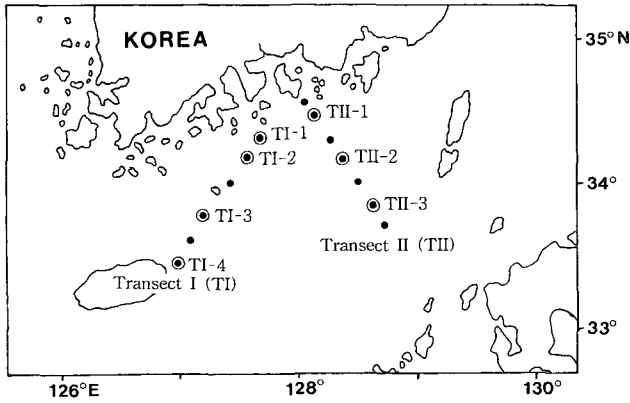 35°N
KOREA
TII-1
TI-1
TI-2
TII-2
34°
TII-3
TI-3
Transect II (TII)
TI-4
Transect I (TI)
33°
126°E
128°
130°